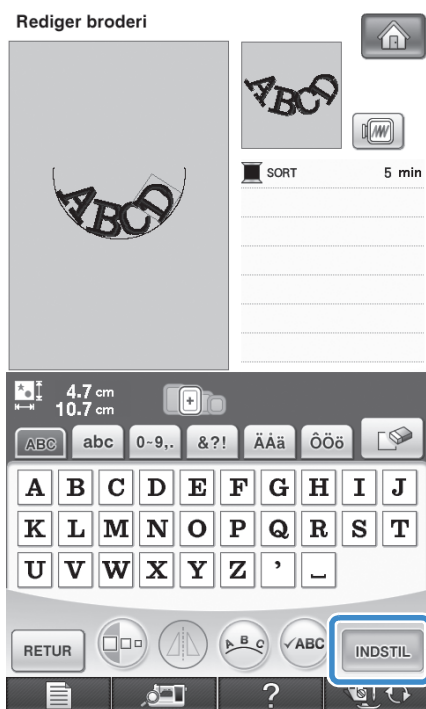 Rediger broderi
ABCD
SORT 5 min
ABCD
4.7 cm
10.7 cm
ABC abc 0~9,. &?! ÄÅä ôÖö
A B C D E F G H I J
K L M N O P Q R S T
U V W X Y Z ’ ⎵
RETUR A B C ✓ABC INDSTIL
?